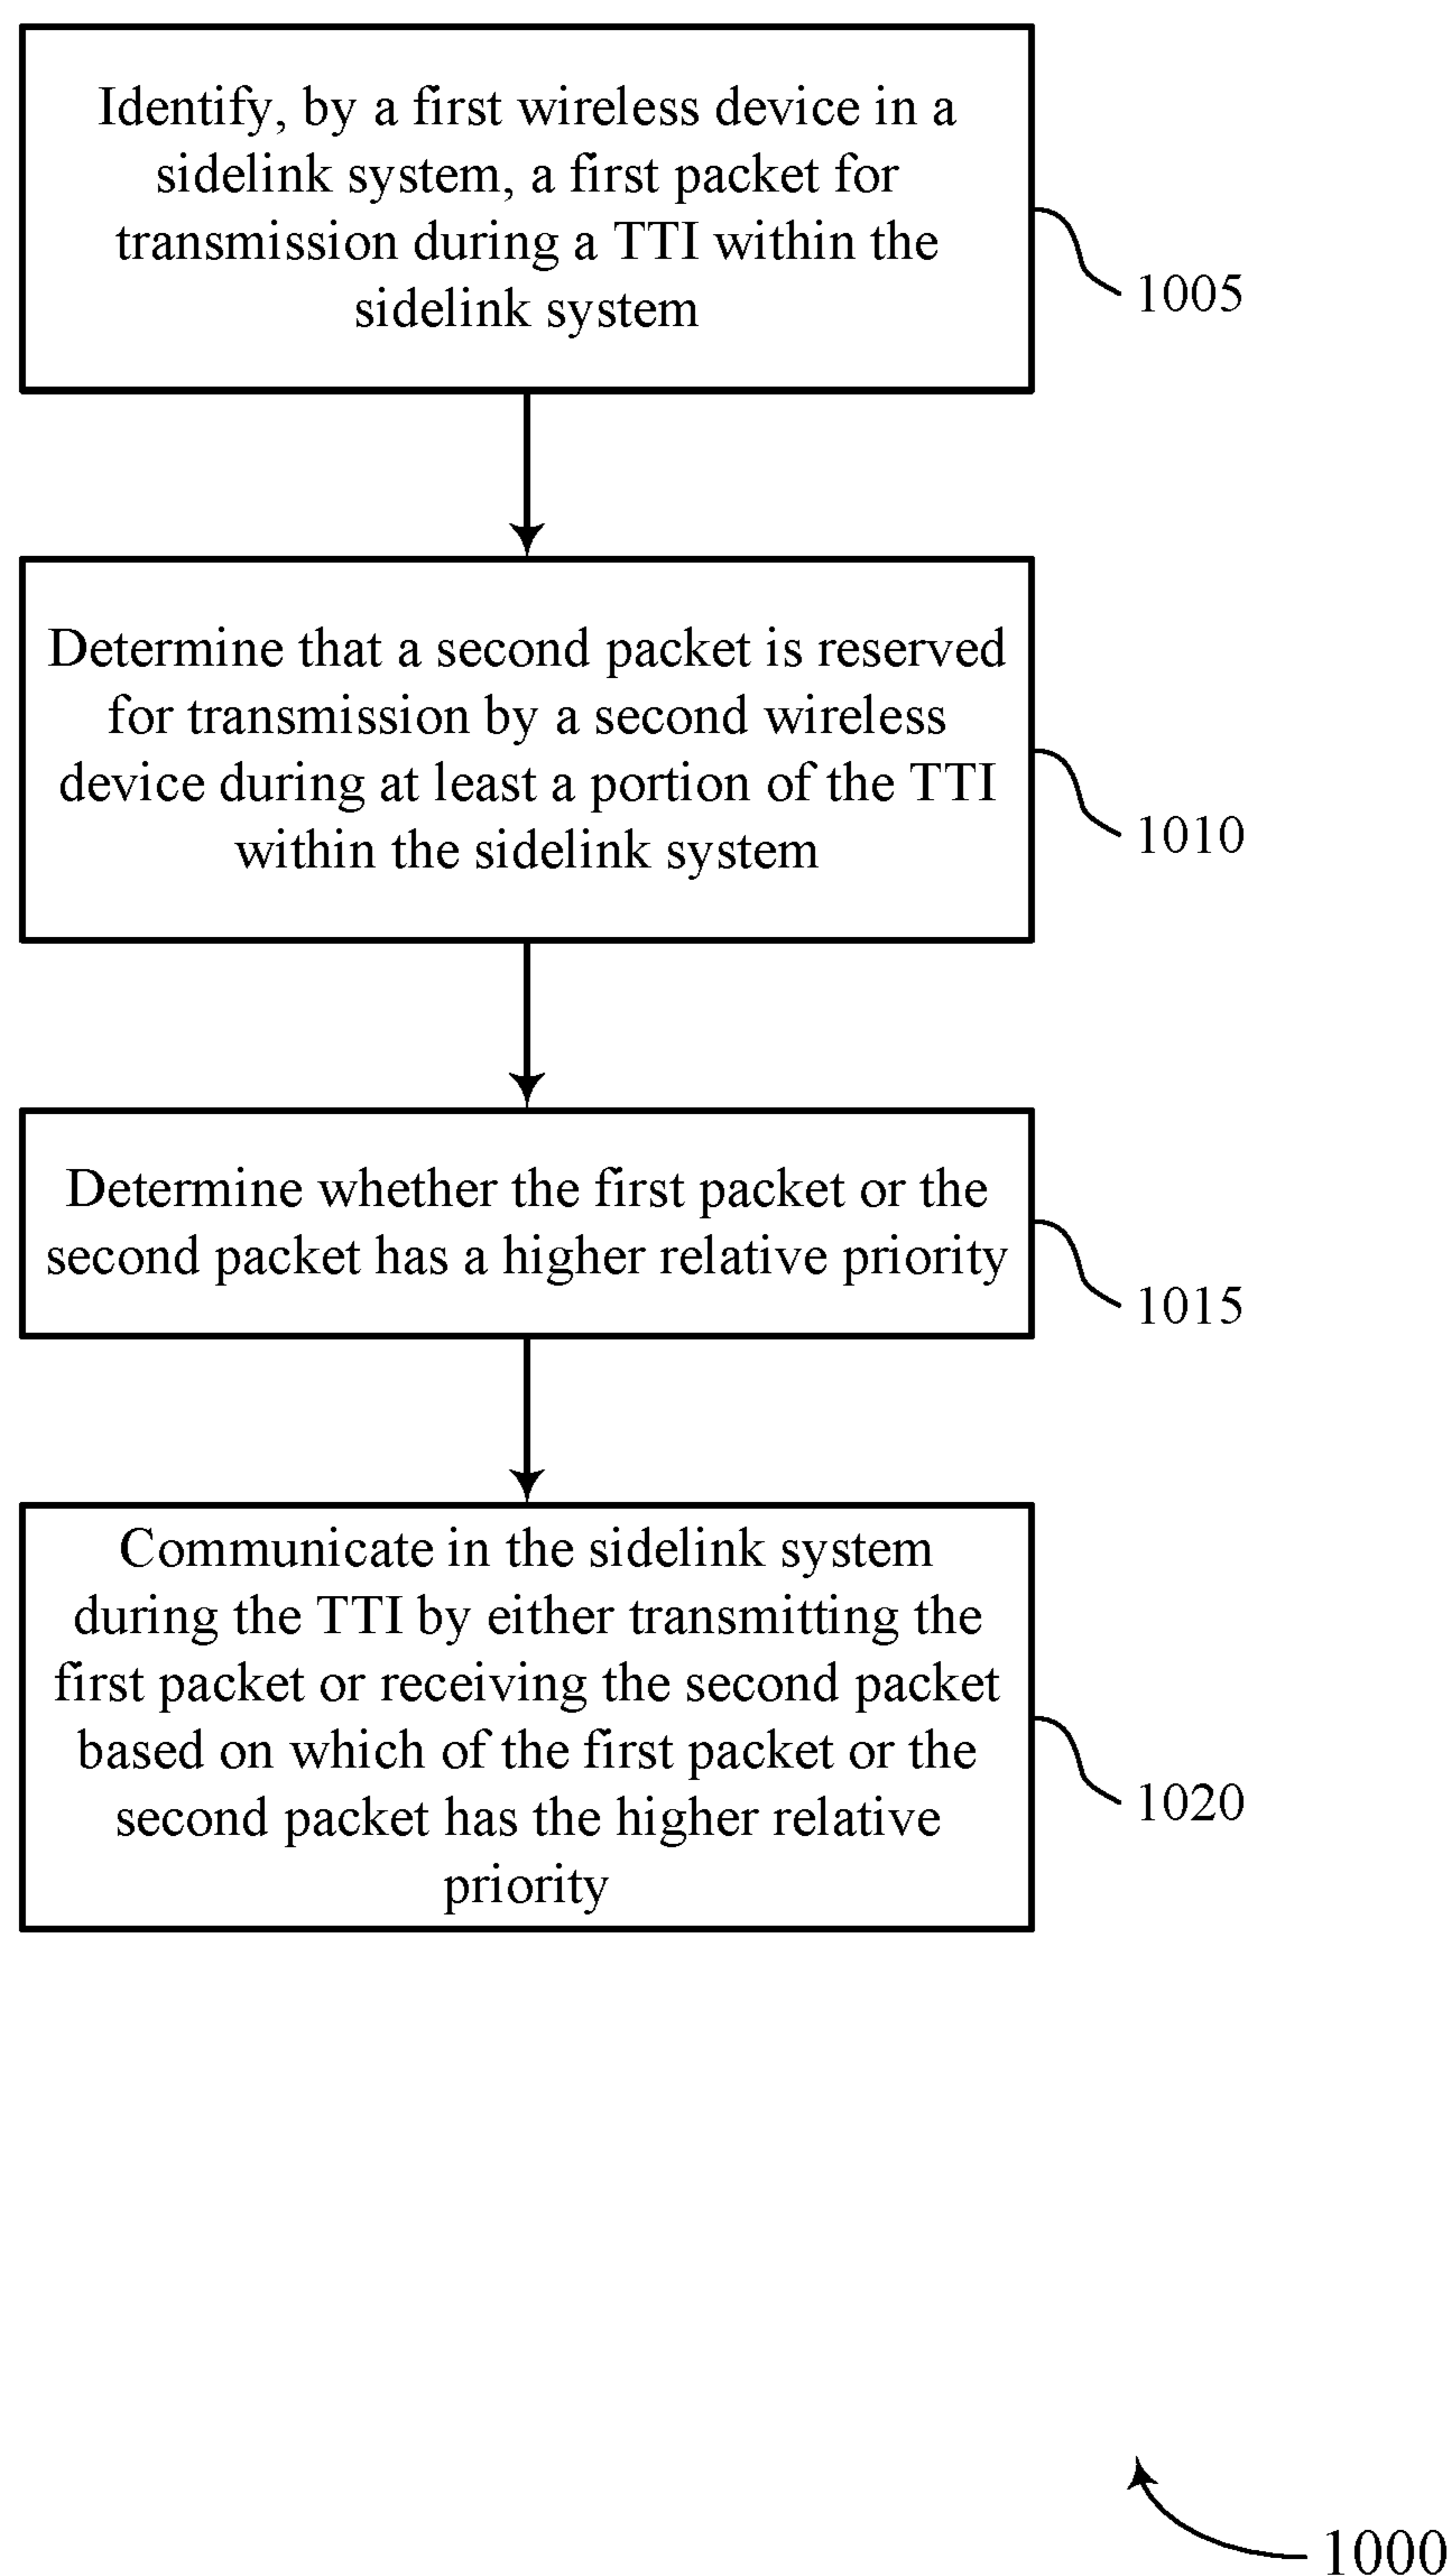 Identify, by a first wireless device in a
sidelink system, a first packet for
transmission during a TTI within the
sidelink system
1005
Determine that a second packet is reserved
for transmission by a second wireless
device during at least a portion of the TTI
within the sidelink system
1010
Determine whether the first packet or the
second packet has a higher relative priority
1015
Communicate in the sidelink system
during the TTI by either transmitting the
first packet or receiving the second packet
based on which of the first packet or the
second packet has the higher relative
priority
1020
1000